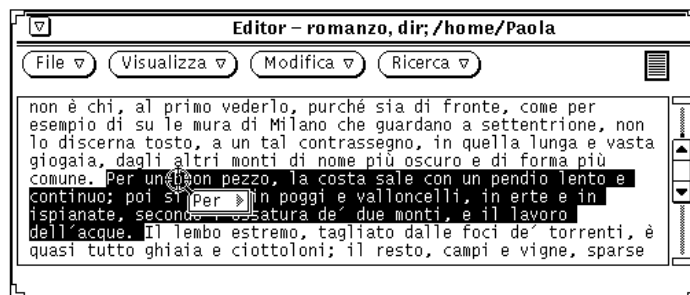 Editor – romanzo, dir; /home/Paola
File Visualizza Modifica Ricerca
non è chi, al primo vederlo, purché sia di fronte, come per
esempio di su le mura di Milano che guardano a settentrione, non
lo discerna tosto, a un tal contrassegno, in quella lunga e vasta
giogaia, dagli altri monti di nome più oscuro e di forma più
comune. Per un buon pezzo, la costa sale con un pendio lento e
continuo; poi si in poggi e valloncelli, in erte e in
Per
ispianate, secondo l'ossatura de´ due monti, e il lavoro
dell'acque. Il lembo estremo, tagliato dalle foci de´ torrenti, è
quasi tutto ghiaia e ciottoloni; il resto, campi e vigne, sparse